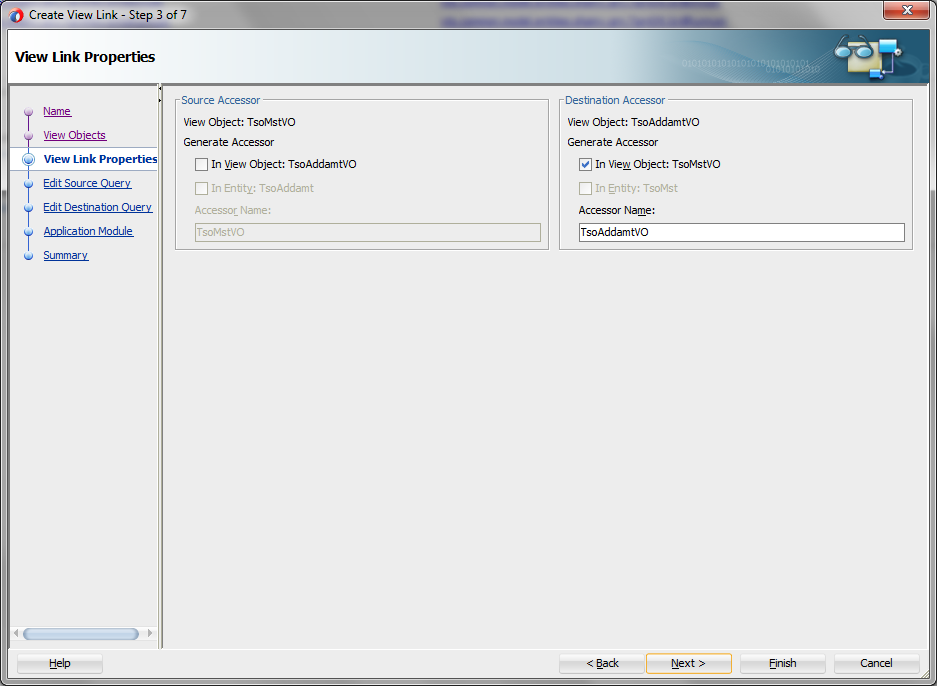 Create View Link - Step 3 of 7
View Link Properties
Name
View Objects
View Link Properties
Edit Source Query
Edit Destination Query
Application Module
Summary
Source Accessor
View Object: TsoMstVO
Generate Accessor
In View Object: TsoAddamtVO
In Entity: TsoAddamt
Accessor Name:
TsoMstVO
Destination Accessor
View Object: TsoAddamtVO
Generate Accessor
In View Object: TsoMstVO
In Entity: TsoMst
Accessor Name:
TsoAddamtVO
Help
< Back
Next >
Finish
Cancel